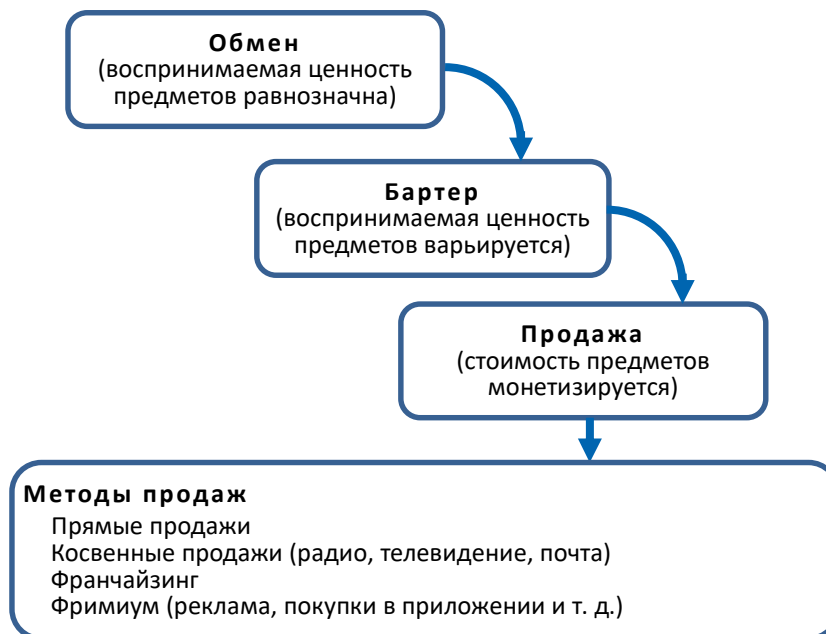 Обмен
(воспринимаемая ценность
предметов равнозначна)
Бартер
(воспринимаемая ценность
предметов варьируется)
Продажа
(стоимость предметов
монетизируется)
Методы продаж
Прямые продажи
Косвенные продажи (радио, телевидение, почта)
Франчайзинг
Фримиум (реклама, покупки в приложении и т. д.)